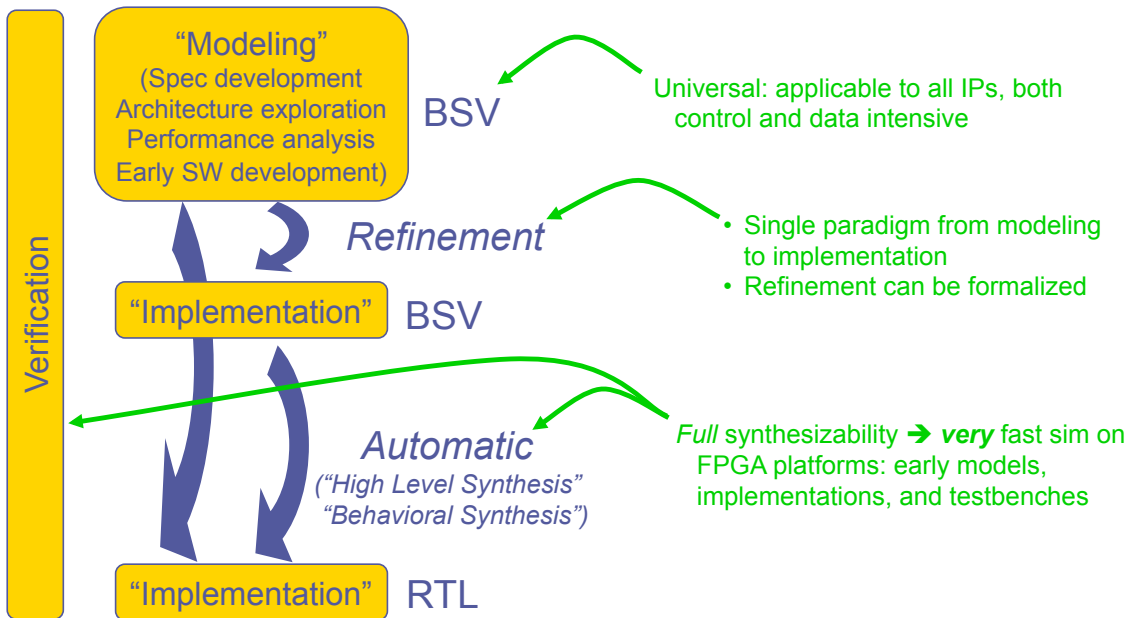 Verification
“Modeling”
(Spec development
Architecture exploration
Performance analysis
Early SW development)
BSV
Universal: applicable to all IPs, both
control and data intensive
Refinement
• Single paradigm from modeling
to implementation
• Refinement can be formalized
“Implementation”
BSV
Automatic
(“High Level Synthesis”
“Behavioral Synthesis”)
Full synthesizability ➔ very fast sim on
FPGA platforms: early models,
implementations, and testbenches
“Implementation”
RTL